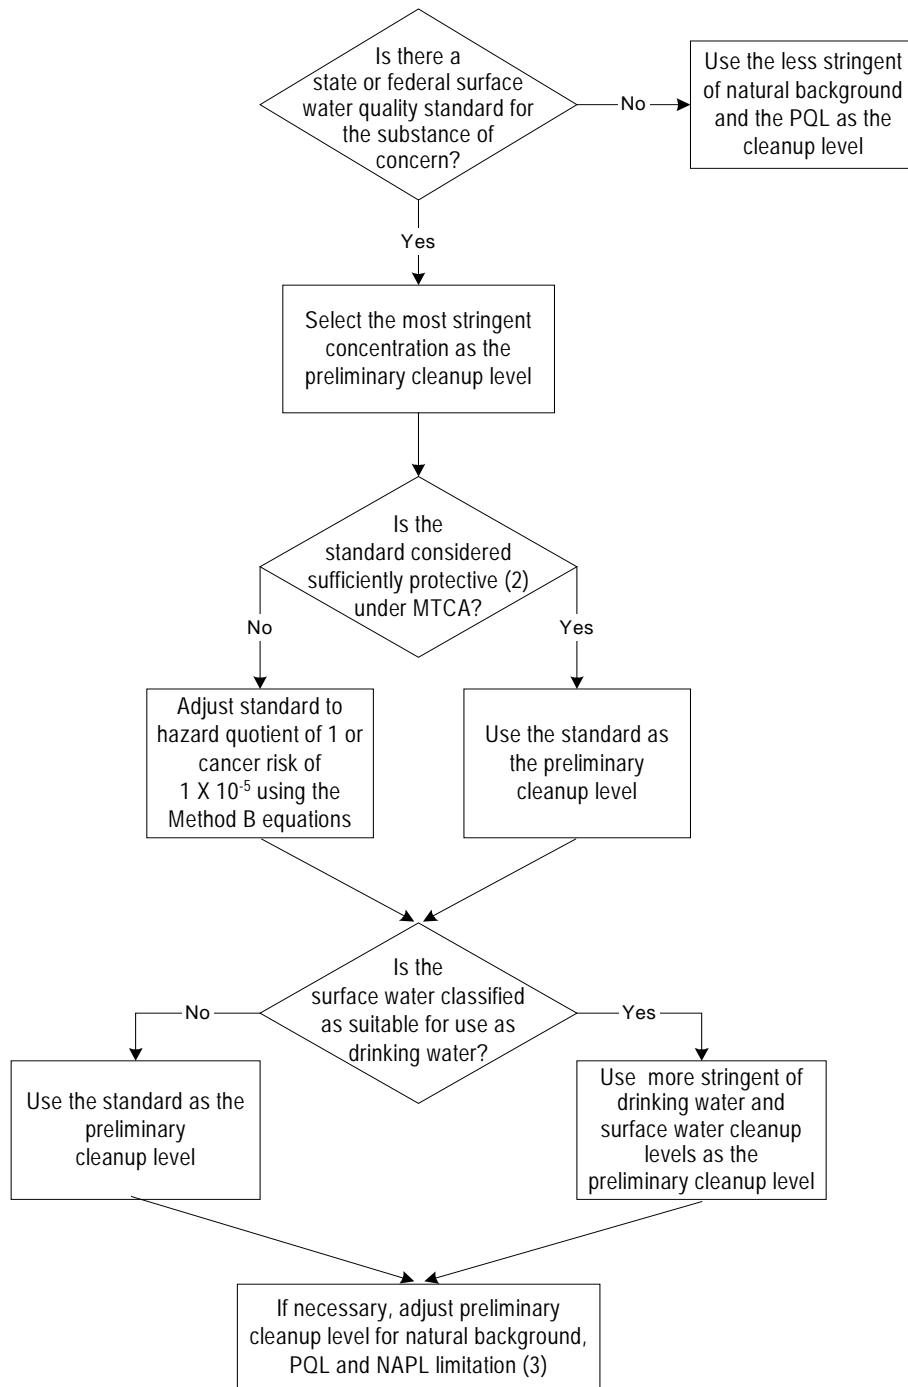 Is there a
state or federal surface
water quality standard for
the substance of
concern?
No
Use the less stringent
of natural background
and the PQL as the
cleanup level
Yes
Select the most stringent
concentration as the
preliminary cleanup level
Is the
standard considered
sufficiently protective (2)
under MTCA?
No
Yes
Adjust standard to
hazard quotient of 1 or
cancer risk of
1 X 10⁻⁵ using the
Method B equations
Use the standard as
the preliminary
cleanup level
Is the
surface water classified
as suitable for use as
drinking water?
No
Yes
Use the standard as the
preliminary
cleanup level
Use more stringent of
drinking water and
surface water cleanup
levels as the
preliminary cleanup level
If necessary, adjust preliminary
cleanup level for natural background,
PQL and NAPL limitation (3)